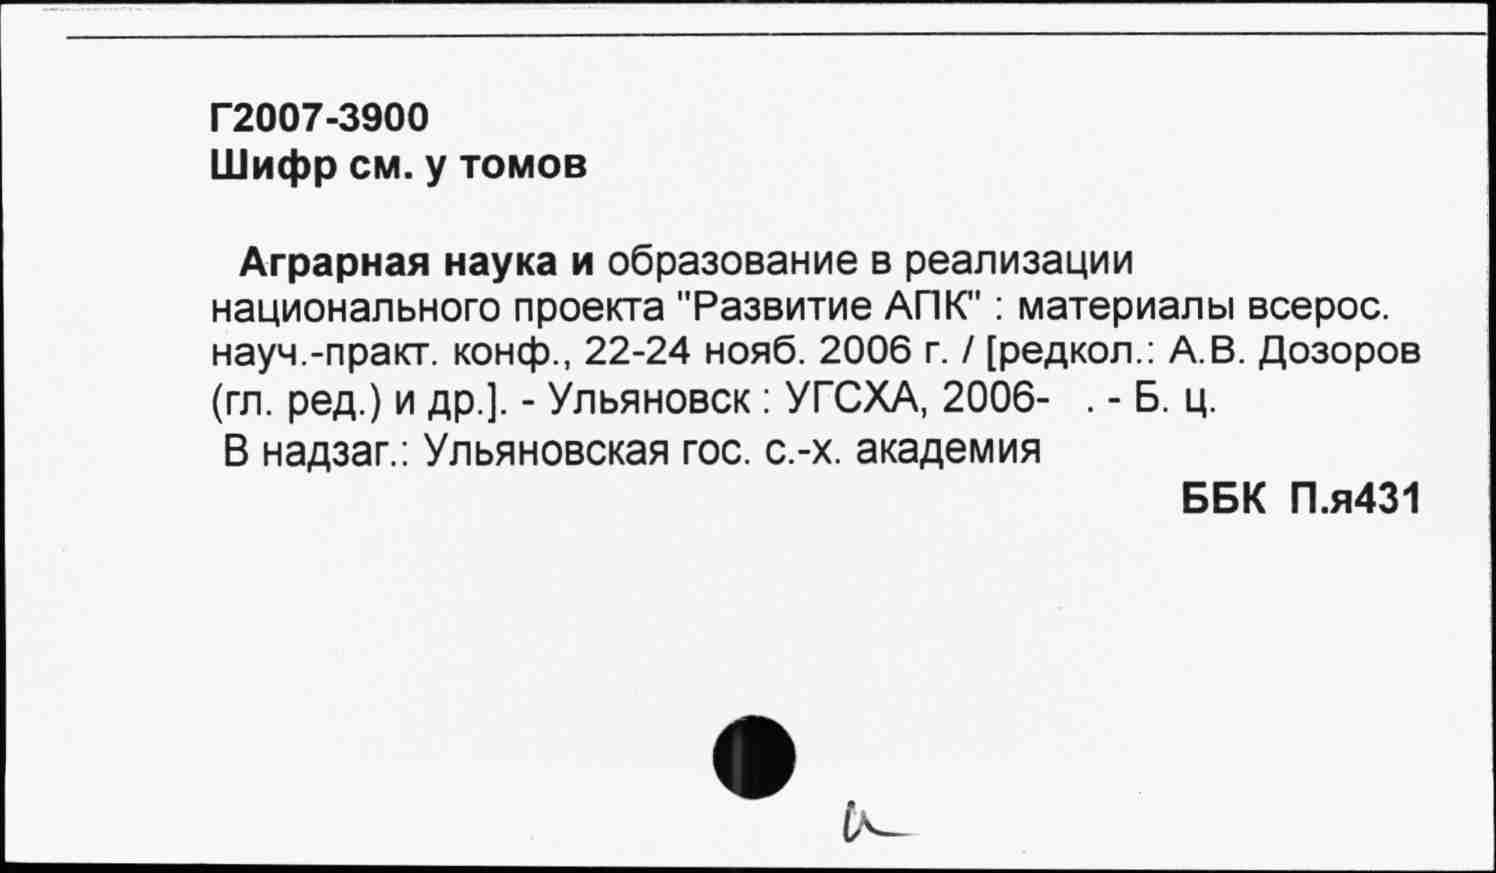 Г2007-3900
Шифр см. у томов
Аграрная наука и образование в реализации
национального проекта "Развитие АПК" : материалы всерос.
науч.-практ. конф., 22-24 нояб. 2006 г. / [редкол.: А.В. Дозоров
(гл. ред.) и др.]. - Ульяновск : УГСХА, 2006-   . - Б. ц.
В надзаг.: Ульяновская гос. с.-х. академия
ББК  П.я431